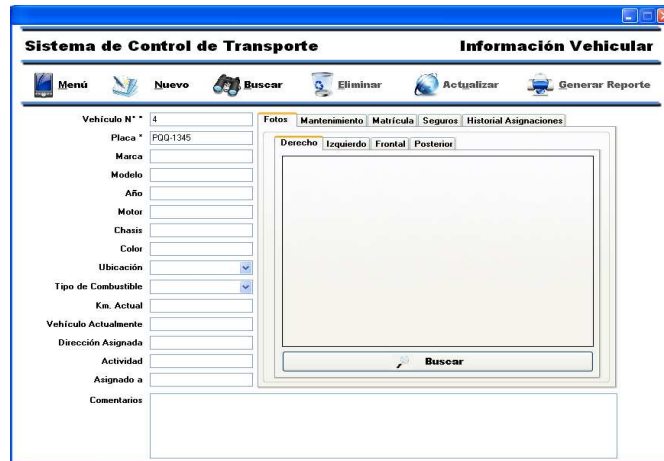 Sistema de Control de Transporte Información Vehicular
Menú Nuevo Buscar Eliminar Actualizar Generar Reporte
Vehículo N° * 4
Placa * PQQ-1345
Marca
Modelo
Año
Motor
Chasis
Color
Ubicación
Tipo de Combustible
Km. Actual
Vehículo Actualmente
Dirección Asignada
Actividad
Asignado a
Comentarios
Fotos Mantenimiento Matrícula Seguros Historial Asignaciones
Derecho Izquierdo Frontal Posterior
Buscar